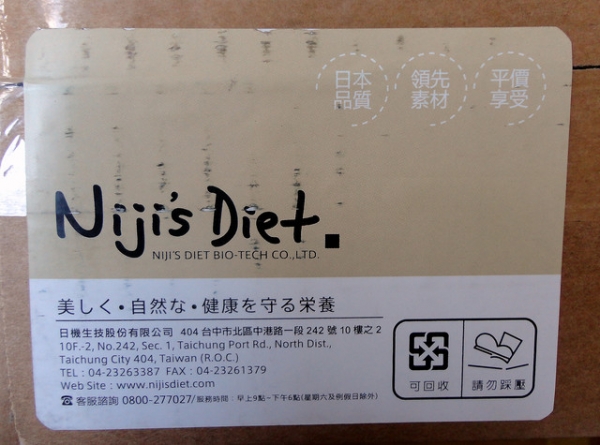 日本 領先 平價
品質 素材 享受
Niji's Diet.
NIJI'S DIET BIO-TECH CO.,LTD.
美しく・自然な・健康を守る栄養
日機生技股份有限公司 404 台中市北區中港路一段 242 號 10 樓之 2
10F.-2, No.242, Sec. 1, Taichung Port Rd., North Dist.,
Taichung City 404, Taiwan (R.O.C.)
TEL : 04-23263387 FAX : 04-23261379
Web Site : www.nijisdiet.com
☎ 客服諮詢 0800-277027/服務時間：早上9點~下午6點(星期六及例假日除外)
可回收 請勿踩壓